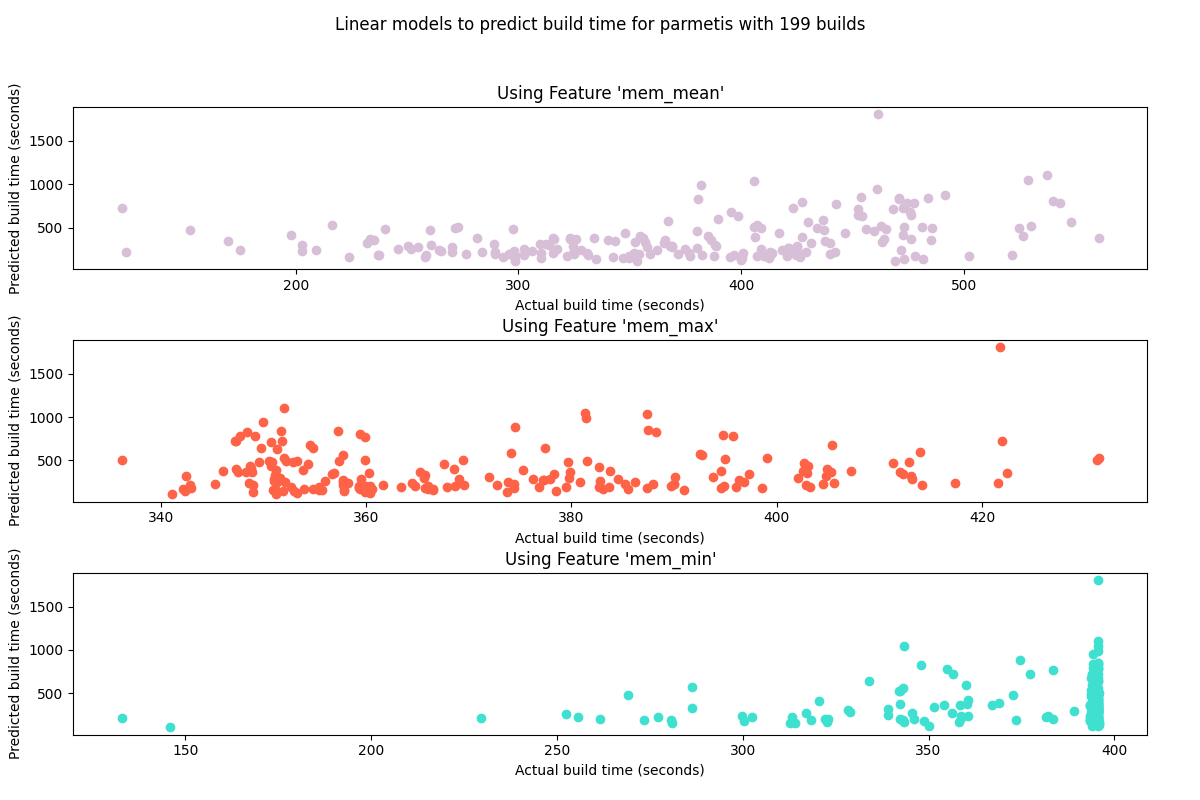 Linear models to predict build time for parmetis with 199 builds
Using Feature 'mem_mean'
Predicted build time (seconds)
1500
1000
500
200 300 400 500
Actual build time (seconds)
Using Feature 'mem_max'
Predicted build time (seconds)
1500
1000
500
340 360 380 400 420
Actual build time (seconds)
Using Feature 'mem_min'
Predicted build time (seconds)
1500
1000
500
150 200 250 300 350 400
Actual build time (seconds)